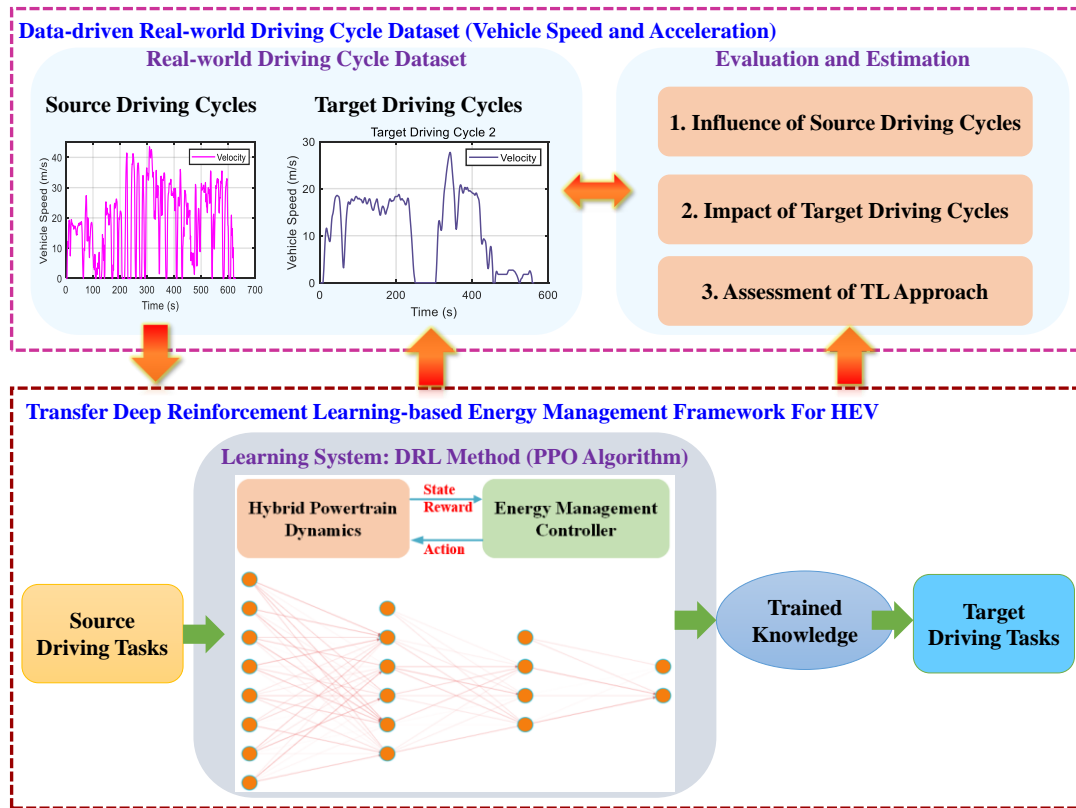 Data-driven Real-world Driving Cycle Dataset (Vehicle Speed and Acceleration)
Real-world Driving Cycle Dataset
Source Driving Cycles
Target Driving Cycles
Velocity
Vehicle Speed (m/s)
40
30
20
10
0
0 100 200 300 400 500 600 700
Time (s)
Target Driving Cycle 2
Velocity
Vehicle Speed (m/s)
30
20
10
0
0 200 400 600
Time (s)
Evaluation and Estimation
1. Influence of Source Driving Cycles
2. Impact of Target Driving Cycles
3. Assessment of TL Approach
Transfer Deep Reinforcement Learning-based Energy Management Framework For HEV
Learning System: DRL Method (PPO Algorithm)
Hybrid Powertrain
Dynamics
State
Reward
Action
Energy Management
Controller
Source
Driving Tasks
Trained
Knowledge
Target
Driving Tasks